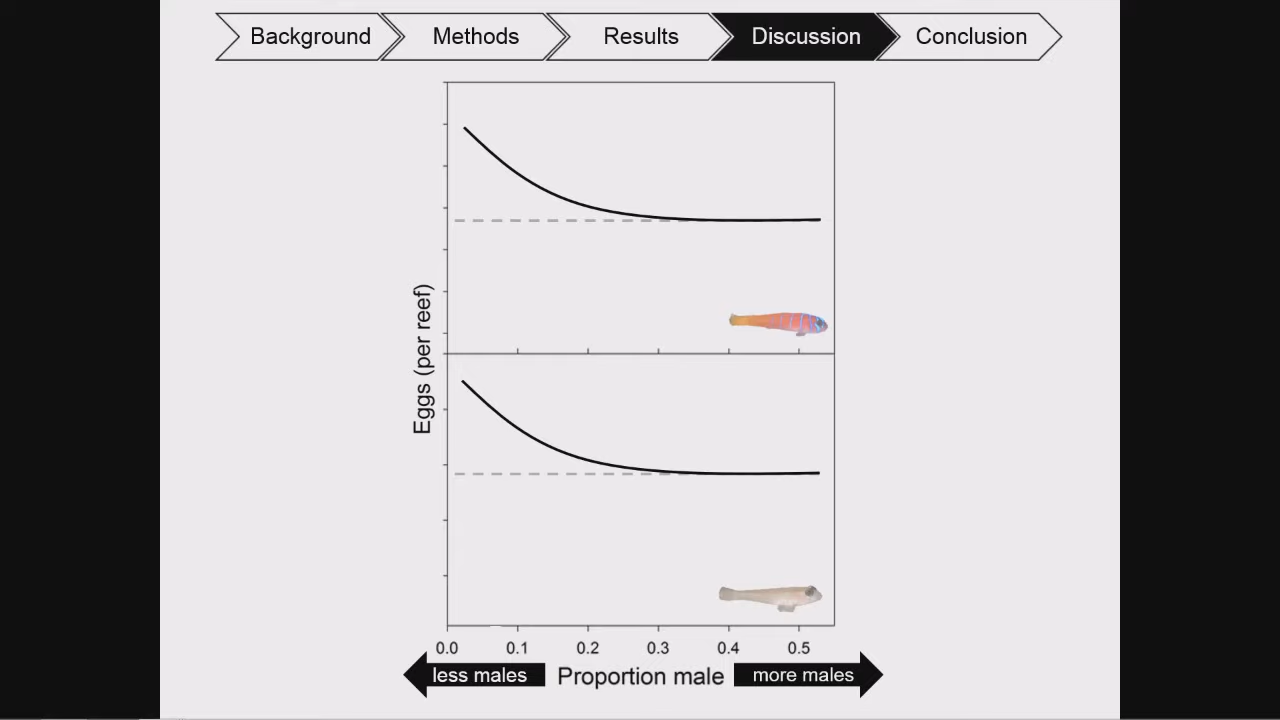 Background Methods Results Discussion Conclusion
Eggs (per reef)
0.0 0.1 0.2 0.3 0.4 0.5
less males Proportion male more males